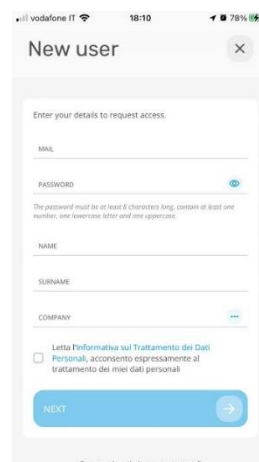 vodafone IT 18:10 78%
New user
Enter your details to request access.
MAIL
PASSWORD
The password must be at least 8 characters long, contain at least one
number, one lowercase letter and one uppercase.
NAME
SURNAME
COMPANY
Letta l'Informativa sul Trattamento dei Dati
Personali, acconsento espressamente al
trattamento dei miei dati personali
NEXT